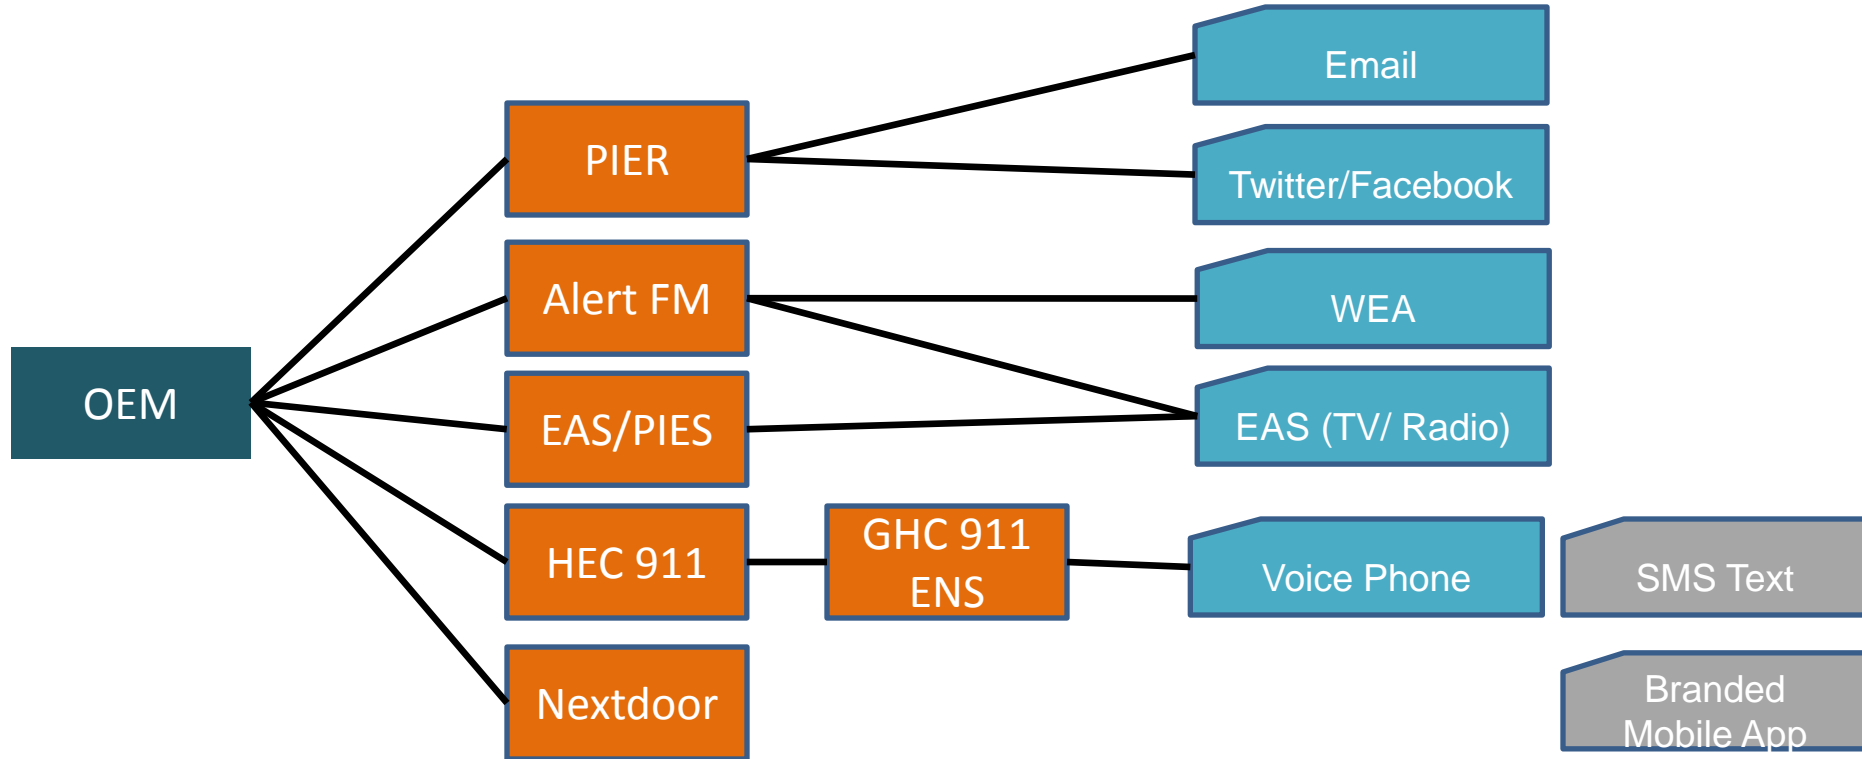 Email
PIER
Twitter/Facebook
Alert FM
WEA
OEM
EAS/PIES
EAS (TV/ Radio)
HEC 911
GHC 911
ENS
Voice Phone
SMS Text
Nextdoor
Branded
Mobile App